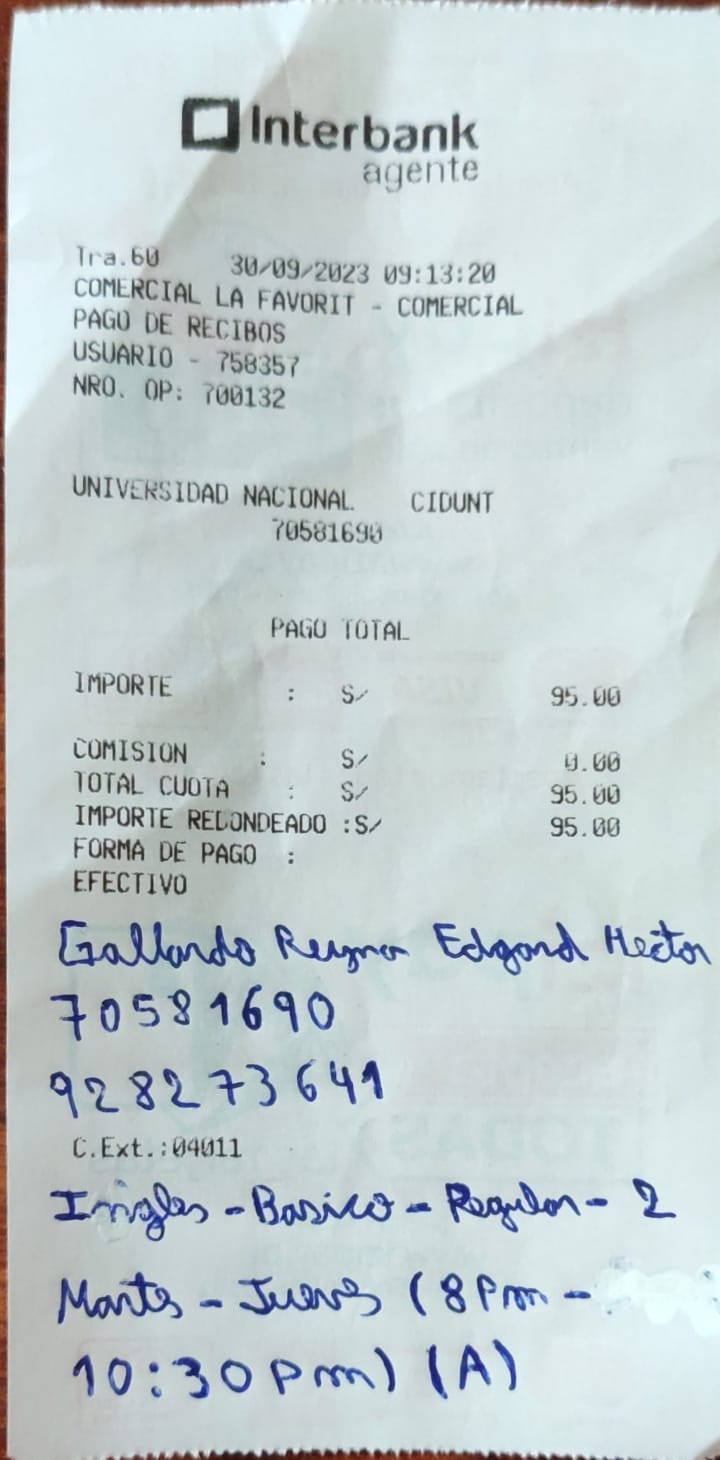 Interbank
agente
Tra.60 30/09/2023 09:13:20
COMERCIAL LA FAVORIT - COMERCIAL
PAGO DE RECIBOS
USUARIO - 758357
NRO. OP: 700132
UNIVERSIDAD NACIONAL CIDUNT
70581690
PAGO TOTAL
IMPORTE : S/ 95.00
COMISION : S/ 0.00
TOTAL CUOTA : S/ 95.00
IMPORTE REDONDEADO :S/ 95.00
FORMA DE PAGO :
EFECTIVO
Gallardo Reyna Edgard Hector
70581690
928273641
C.Ext.:04011
Ingles - Basico - Regular - 2
Martes - Jueves (8pm -
10:30pm) (A)